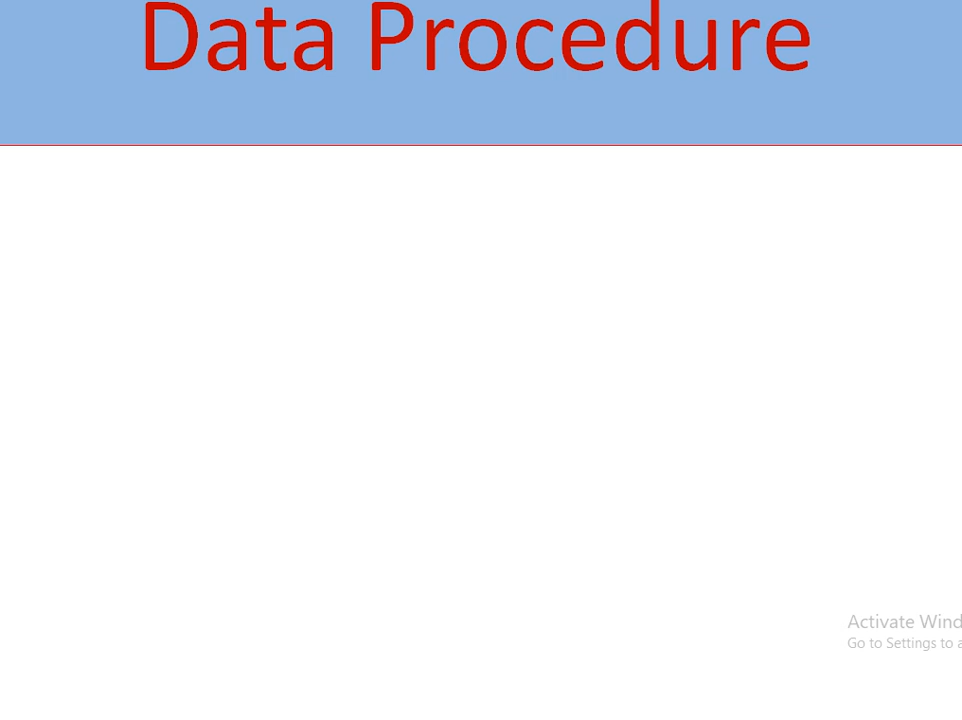 Data Procedure
Activate Wind
Go to Settings to a